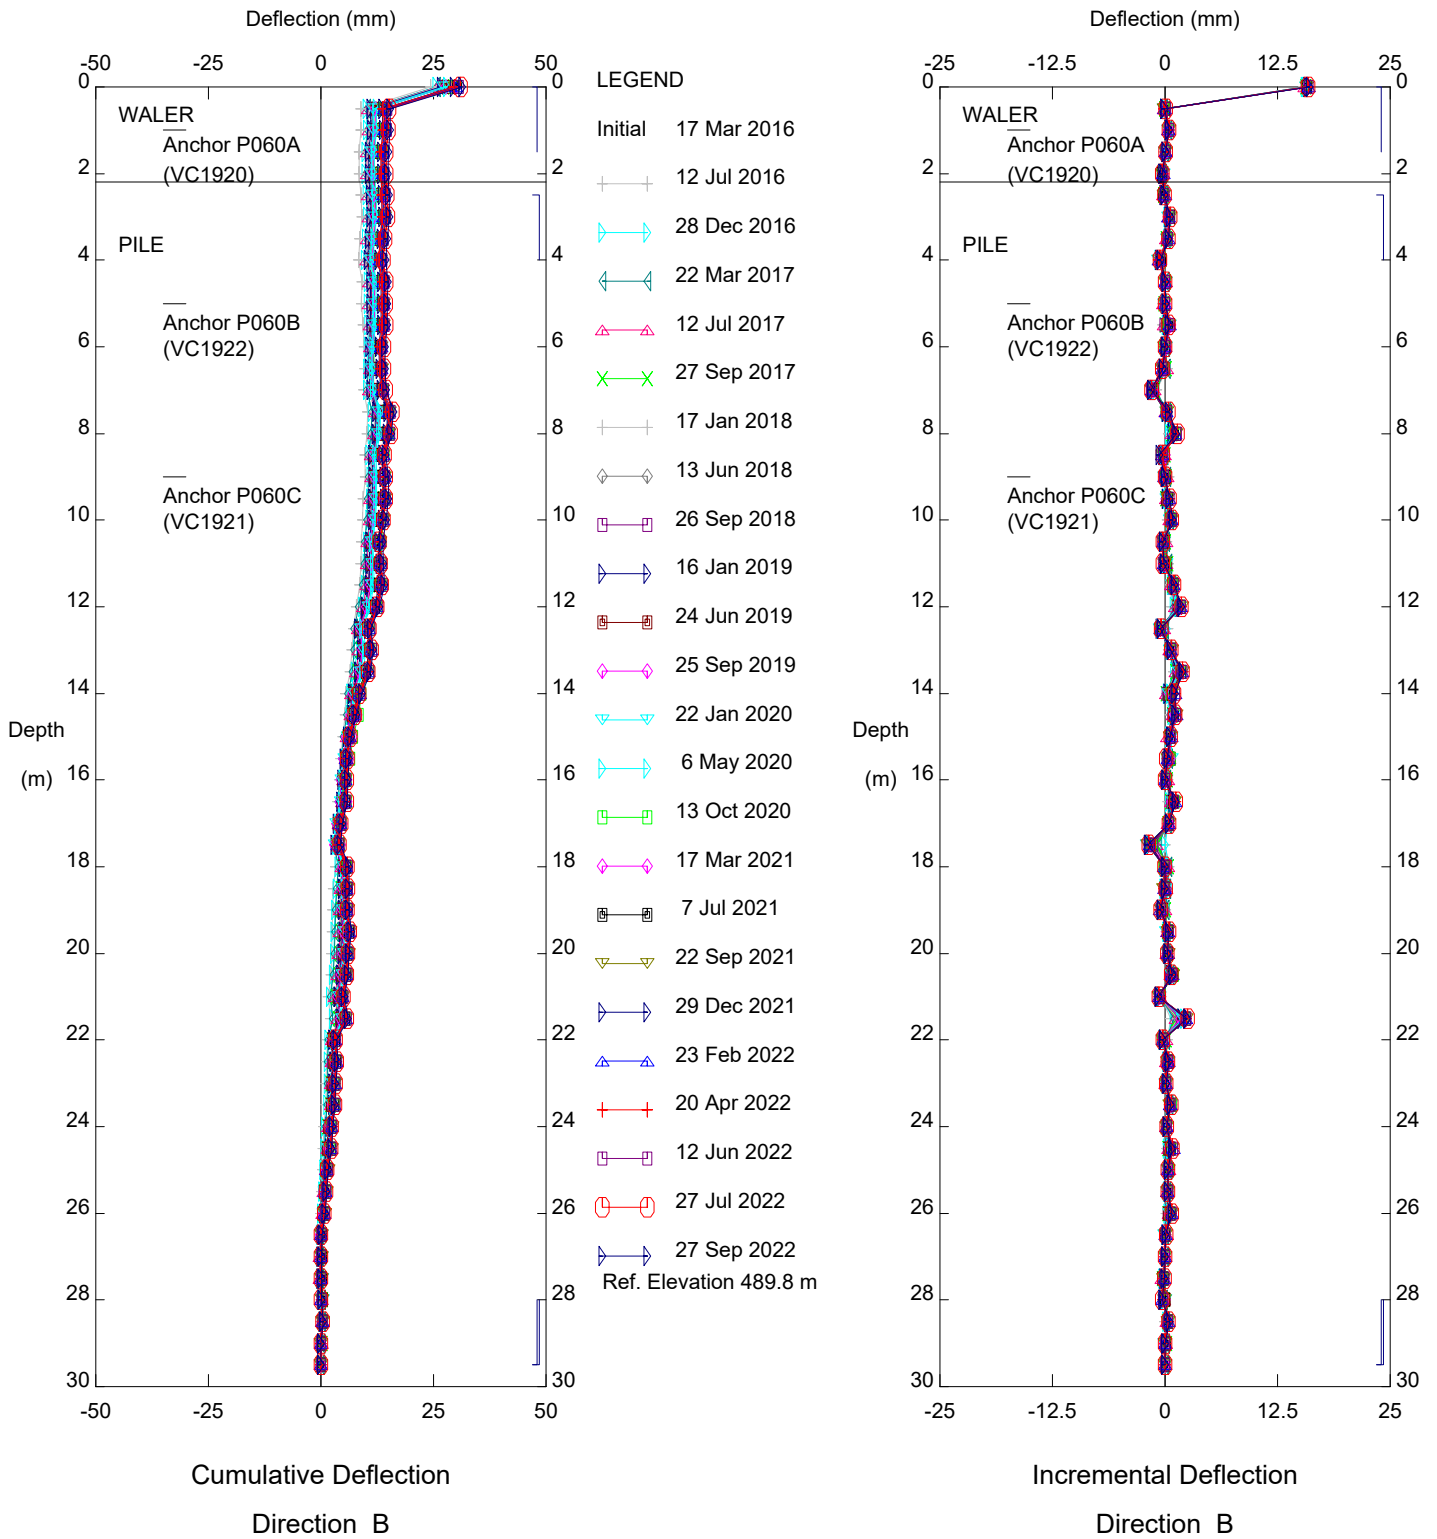 Deflection (mm)
-50 -25 0 25 50
0 0
WALER
Anchor P060A
(VC1920)
2 2
PILE
4 4
Anchor P060B
(VC1922)
6 6
8 8
Anchor P060C
(VC1921)
10 10
12 12
14 14
Depth
(m)
16 16
18 18
20 20
22 22
24 24
26 26
28 28
30 30
-50 -25 0 25 50
Cumulative Deflection
Direction B
LEGEND
Initial 17 Mar 2016
12 Jul 2016
28 Dec 2016
22 Mar 2017
12 Jul 2017
27 Sep 2017
17 Jan 2018
13 Jun 2018
26 Sep 2018
16 Jan 2019
24 Jun 2019
25 Sep 2019
22 Jan 2020
6 May 2020
13 Oct 2020
17 Mar 2021
7 Jul 2021
22 Sep 2021
29 Dec 2021
23 Feb 2022
20 Apr 2022
12 Jun 2022
27 Jul 2022
27 Sep 2022
Ref. Elevation 489.8 m
Deflection (mm)
-25 -12.5 0 12.5 25
0 0
WALER
Anchor P060A
(VC1920)
2 2
PILE
4 4
Anchor P060B
(VC1922)
6 6
8 8
Anchor P060C
(VC1921)
10 10
12 12
14 14
Depth
(m)
16 16
18 18
20 20
22 22
24 24
26 26
28 28
30 30
-25 -12.5 0 12.5 25
Incremental Deflection
Direction B